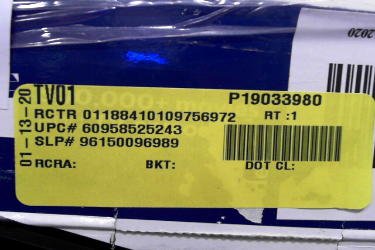 2020
01-13-20
TV01 P19033980
RCTR 01188410109756972 RT :1
UPC# 60958525243
SLP# 96150096989
RCRA: BKT: DOT CL: